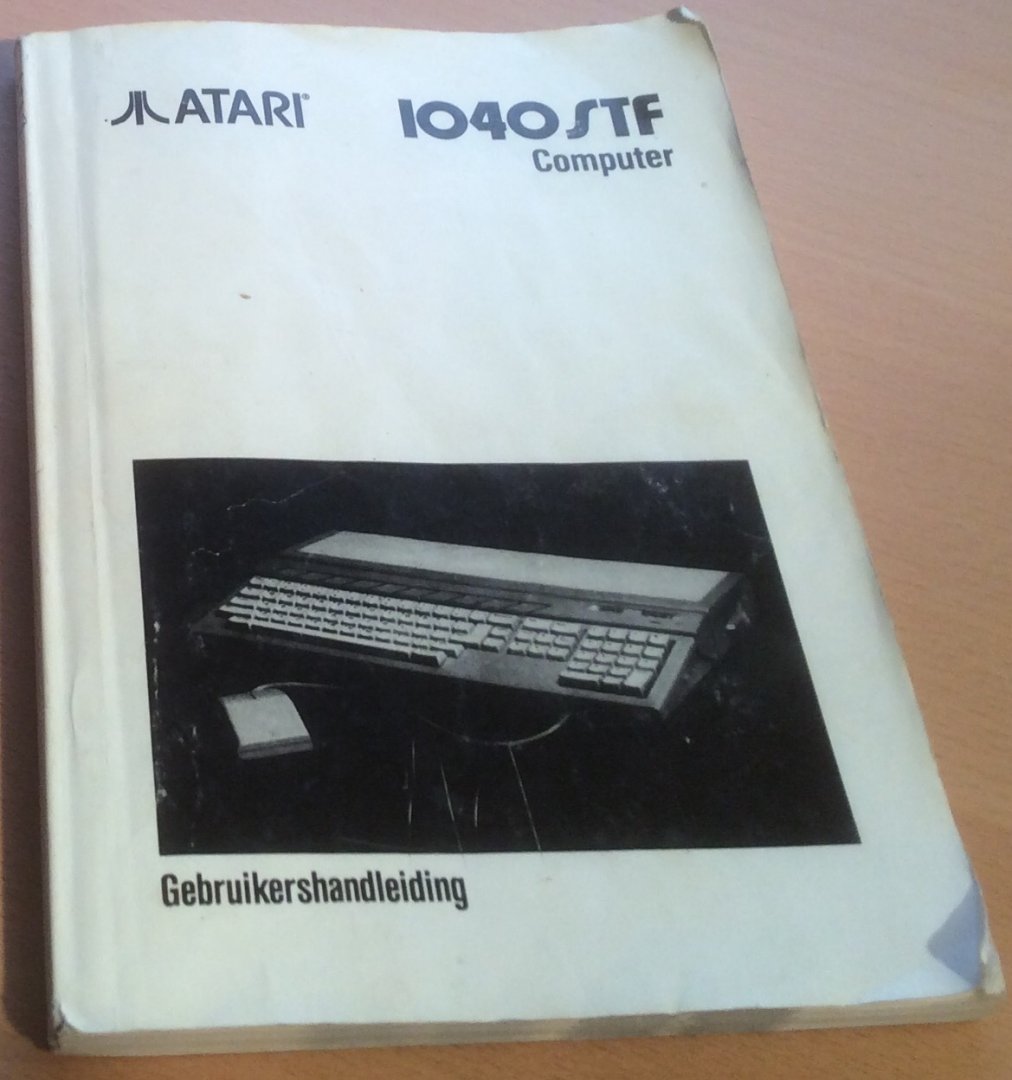 ATARI® 1040STF
Computer
Gebruikershandleiding